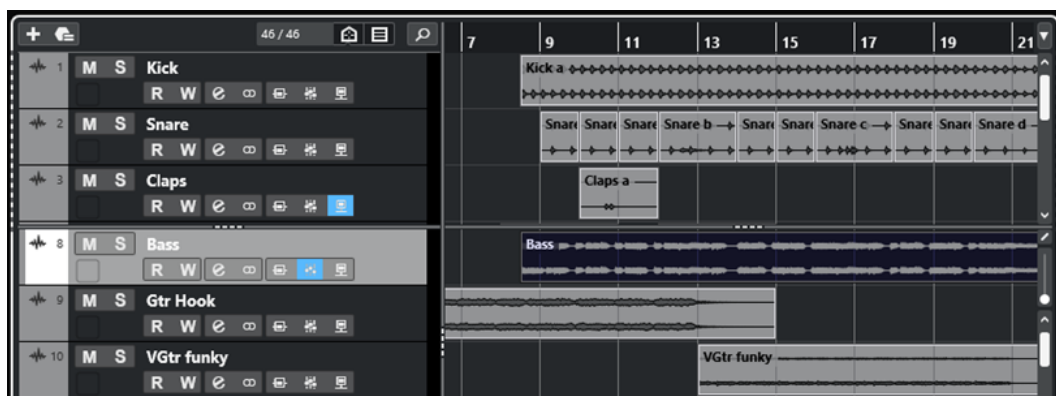 46 / 46
7 9 11 13 15 17 19 21
1 M S Kick
R W e
Kick a
2 M S Snare
R W e
Snare Snare Snare Snare b Snare Snare Snare c Snare Snare Snare d
3 M S Claps
R W e
Claps a
8 M S Bass
R W e
Bass
9 M S Gtr Hook
R W e
10 M S VGtr funky
R W e
VGtr funky